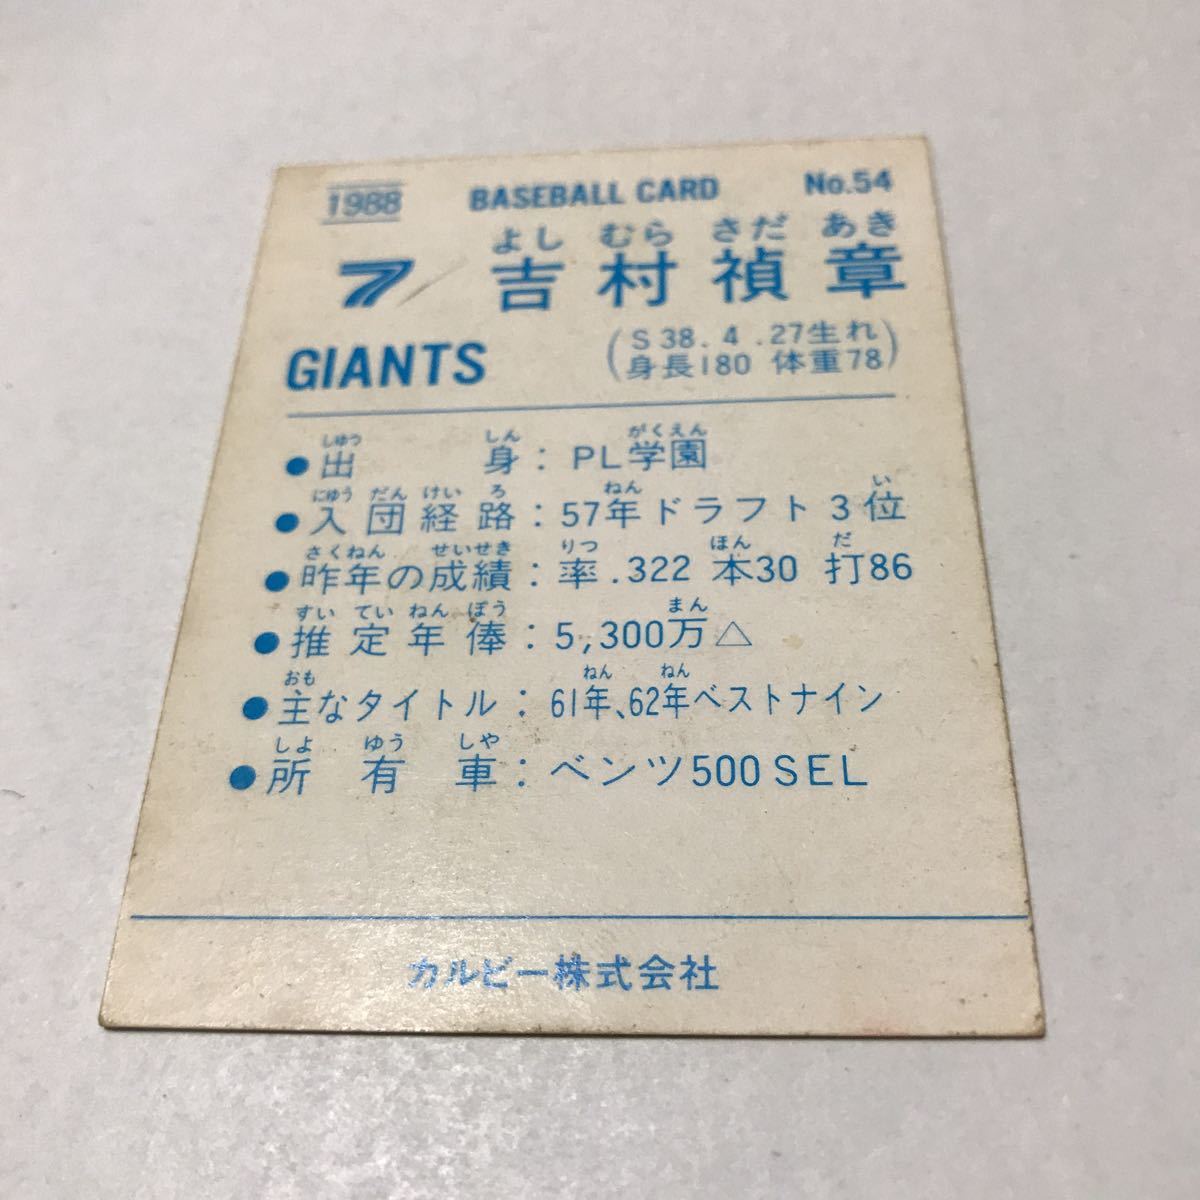 1988 BASEBALL CARD No.54
よし むら さだ あき
7 吉村禎章
GIANTS
(S38.4.27生れ
身長180 体重78)
しゅう しん がくえん
●出身:PL学園
にゅう だん けい ろ ねん い
●入団経路:57年ドラフト3位
さくねん せいせき りつ ほん だ
●昨年の成績:率.322 本30 打86
すい てい ねん ぽう まん
●推定年俸:5,300万△
おも ねん ねん
●主なタイトル:61年、62年ベストナイン
しよ ゆう しや
●所有車:ベンツ500SEL
カルビー株式会社